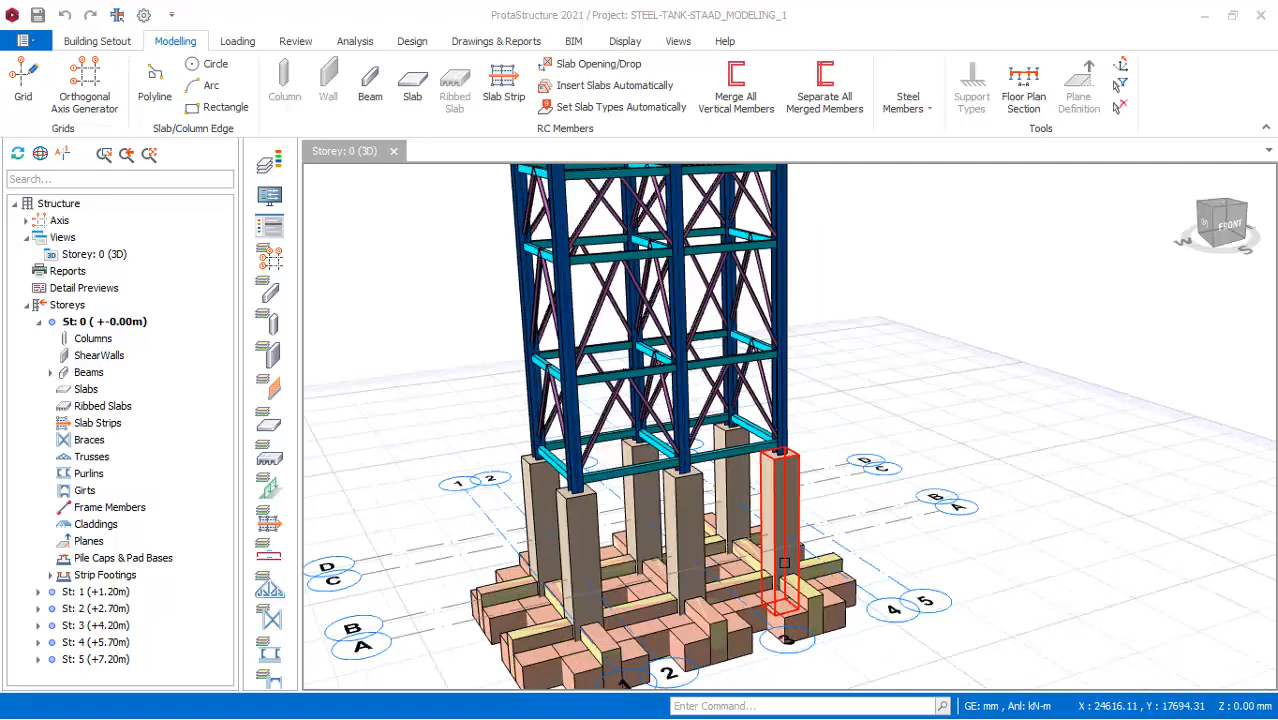 ProtaStructure 2021 / Project: STEEL-TANK-STAAD_MODELING_1
Building Setout Modelling Loading Review Analysis Design Drawings & Reports BIM Display Views Help
Grid
Orthogonal
Axis Generator
Grids
Polyline
Circle
Arc
Rectangle
Slab/Column Edge
Column
Wall
Beam
Slab
Ribbed
Slab
Slab Strip
Slab Opening/Drop
Insert Slabs Automatically
Set Slab Types Automatically
Merge All
Vertical Members
Separate All
Merged Members
RC Members
Steel
Members
Support
Types
Floor Plan
Section
Plane
Definition
Tools
Search...
Structure
Axis
Views
Storey: 0 (3D)
Reports
Detail Previews
Storeys
St: 0 ( +-0.00m)
Columns
ShearWalls
Beams
Slabs
Ribbed Slabs
Slab Strips
Braces
Trusses
Purlins
Girts
Frame Members
Claddings
Planes
Pile Caps & Pad Bases
Strip Footings
St: 1 (+1.20m)
St: 2 (+2.70m)
St: 3 (+4.20m)
St: 4 (+5.70m)
St: 5 (+7.20m)
Storey: 0 (3D)
FRONT
W
S
1 2
D
C
B
A
D
C
B
A
4 5
2
Enter Command...
GE: mm , Anl: kN-m
X : 24616.11 , Y : 17694.31
Z : 0.00 mm